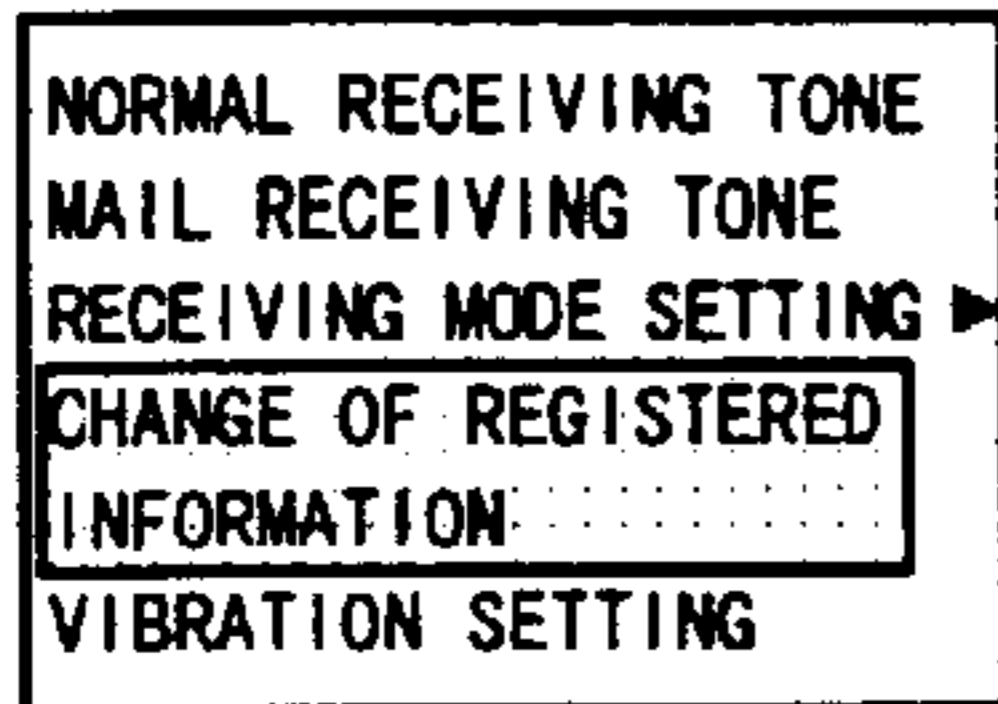 NORMAL RECEIVING TONE
MAIL RECEIVING TONE
RECEIVING MODE SETTING ▶
CHANGE OF REGISTERED
INFORMATION
VIBRATION SETTING